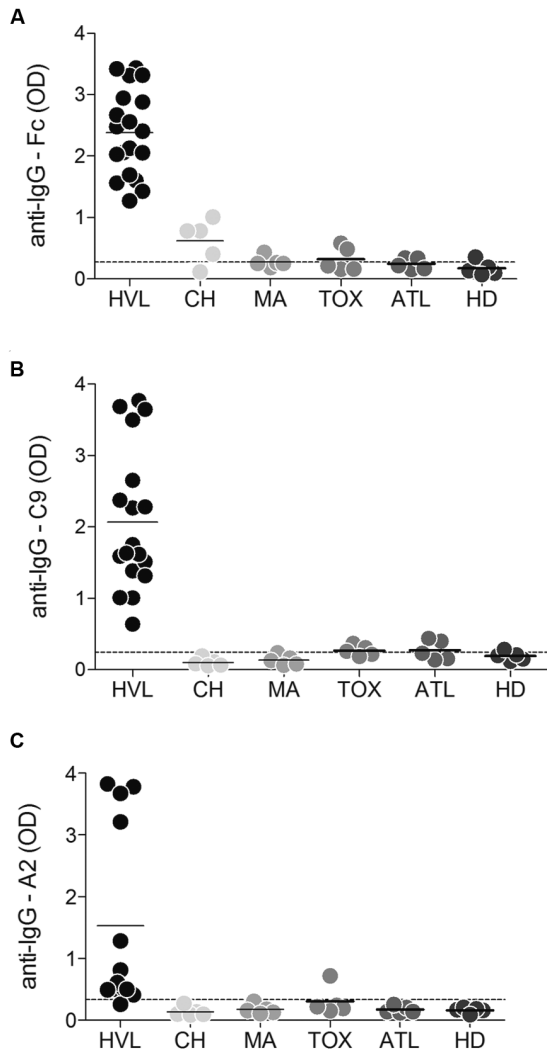 A
anti-IgG - Fc (OD)
4
3
2
1
0
HVL CH MA TOX ATL HD
B
anti-IgG - C9 (OD)
4
3
2
1
0
HVL CH MA TOX ATL HD
C
anti-IgG - A2 (OD)
4
3
2
1
0
HVL CH MA TOX ATL HD